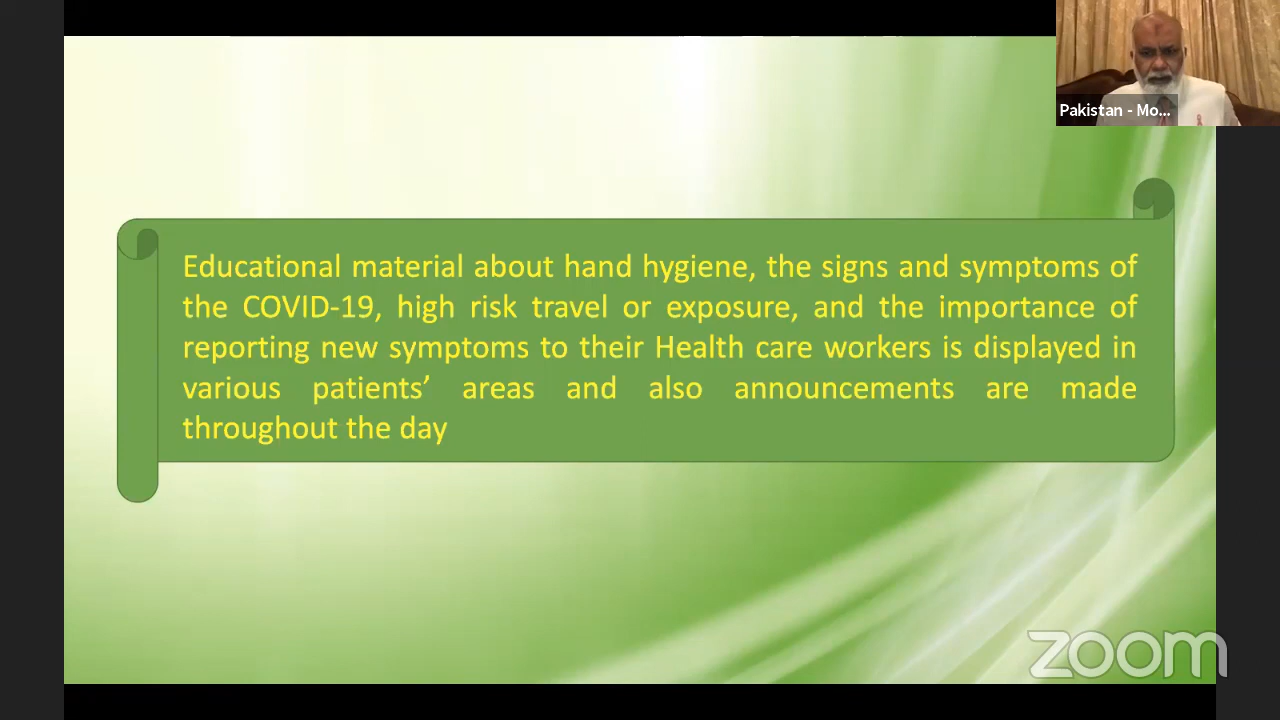 Pakistan - Mo...
Educational material about hand hygiene, the signs and symptoms of
the COVID-19, high risk travel or exposure, and the importance of
reporting new symptoms to their Health care workers is displayed in
various patients’ areas and also announcements are made
throughout the day
zoom